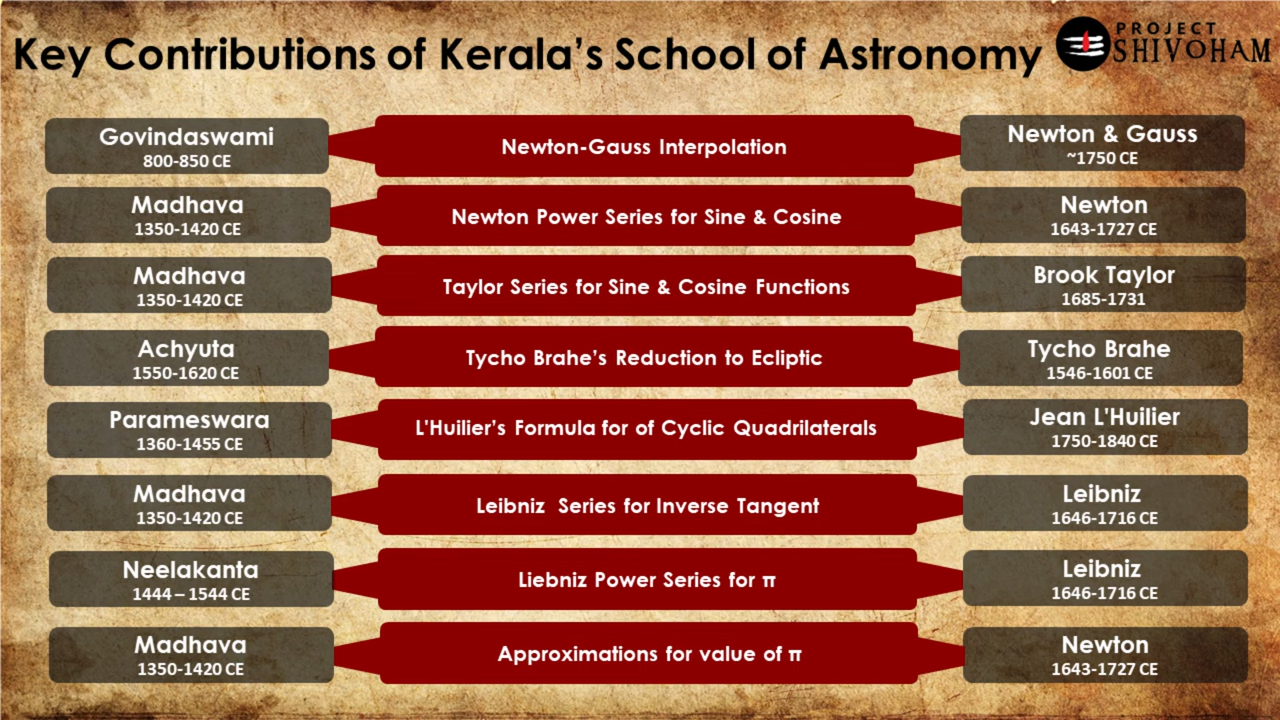 Key Contributions of Kerala's School of Astronomy
PROJECT
SHIVOHAM
Govindaswami
800-850 CE
Newton-Gauss Interpolation
Newton & Gauss
~1750 CE
Madhava
1350-1420 CE
Newton Power Series for Sine & Cosine
Newton
1643-1727 CE
Madhava
1350-1420 CE
Taylor Series for Sine & Cosine Functions
Brook Taylor
1685-1731
Achyuta
1550-1620 CE
Tycho Brahe's Reduction to Ecliptic
Tycho Brahe
1546-1601 CE
Parameswara
1360-1455 CE
L'Huilier's Formula for of Cyclic Quadrilaterals
Jean L'Huilier
1750-1840 CE
Madhava
1350-1420 CE
Leibniz  Series for Inverse Tangent
Leibniz
1646-1716 CE
Neelakanta
1444 – 1544 CE
Liebniz Power Series for π
Leibniz
1646-1716 CE
Madhava
1350-1420 CE
Approximations for value of π
Newton
1643-1727 CE